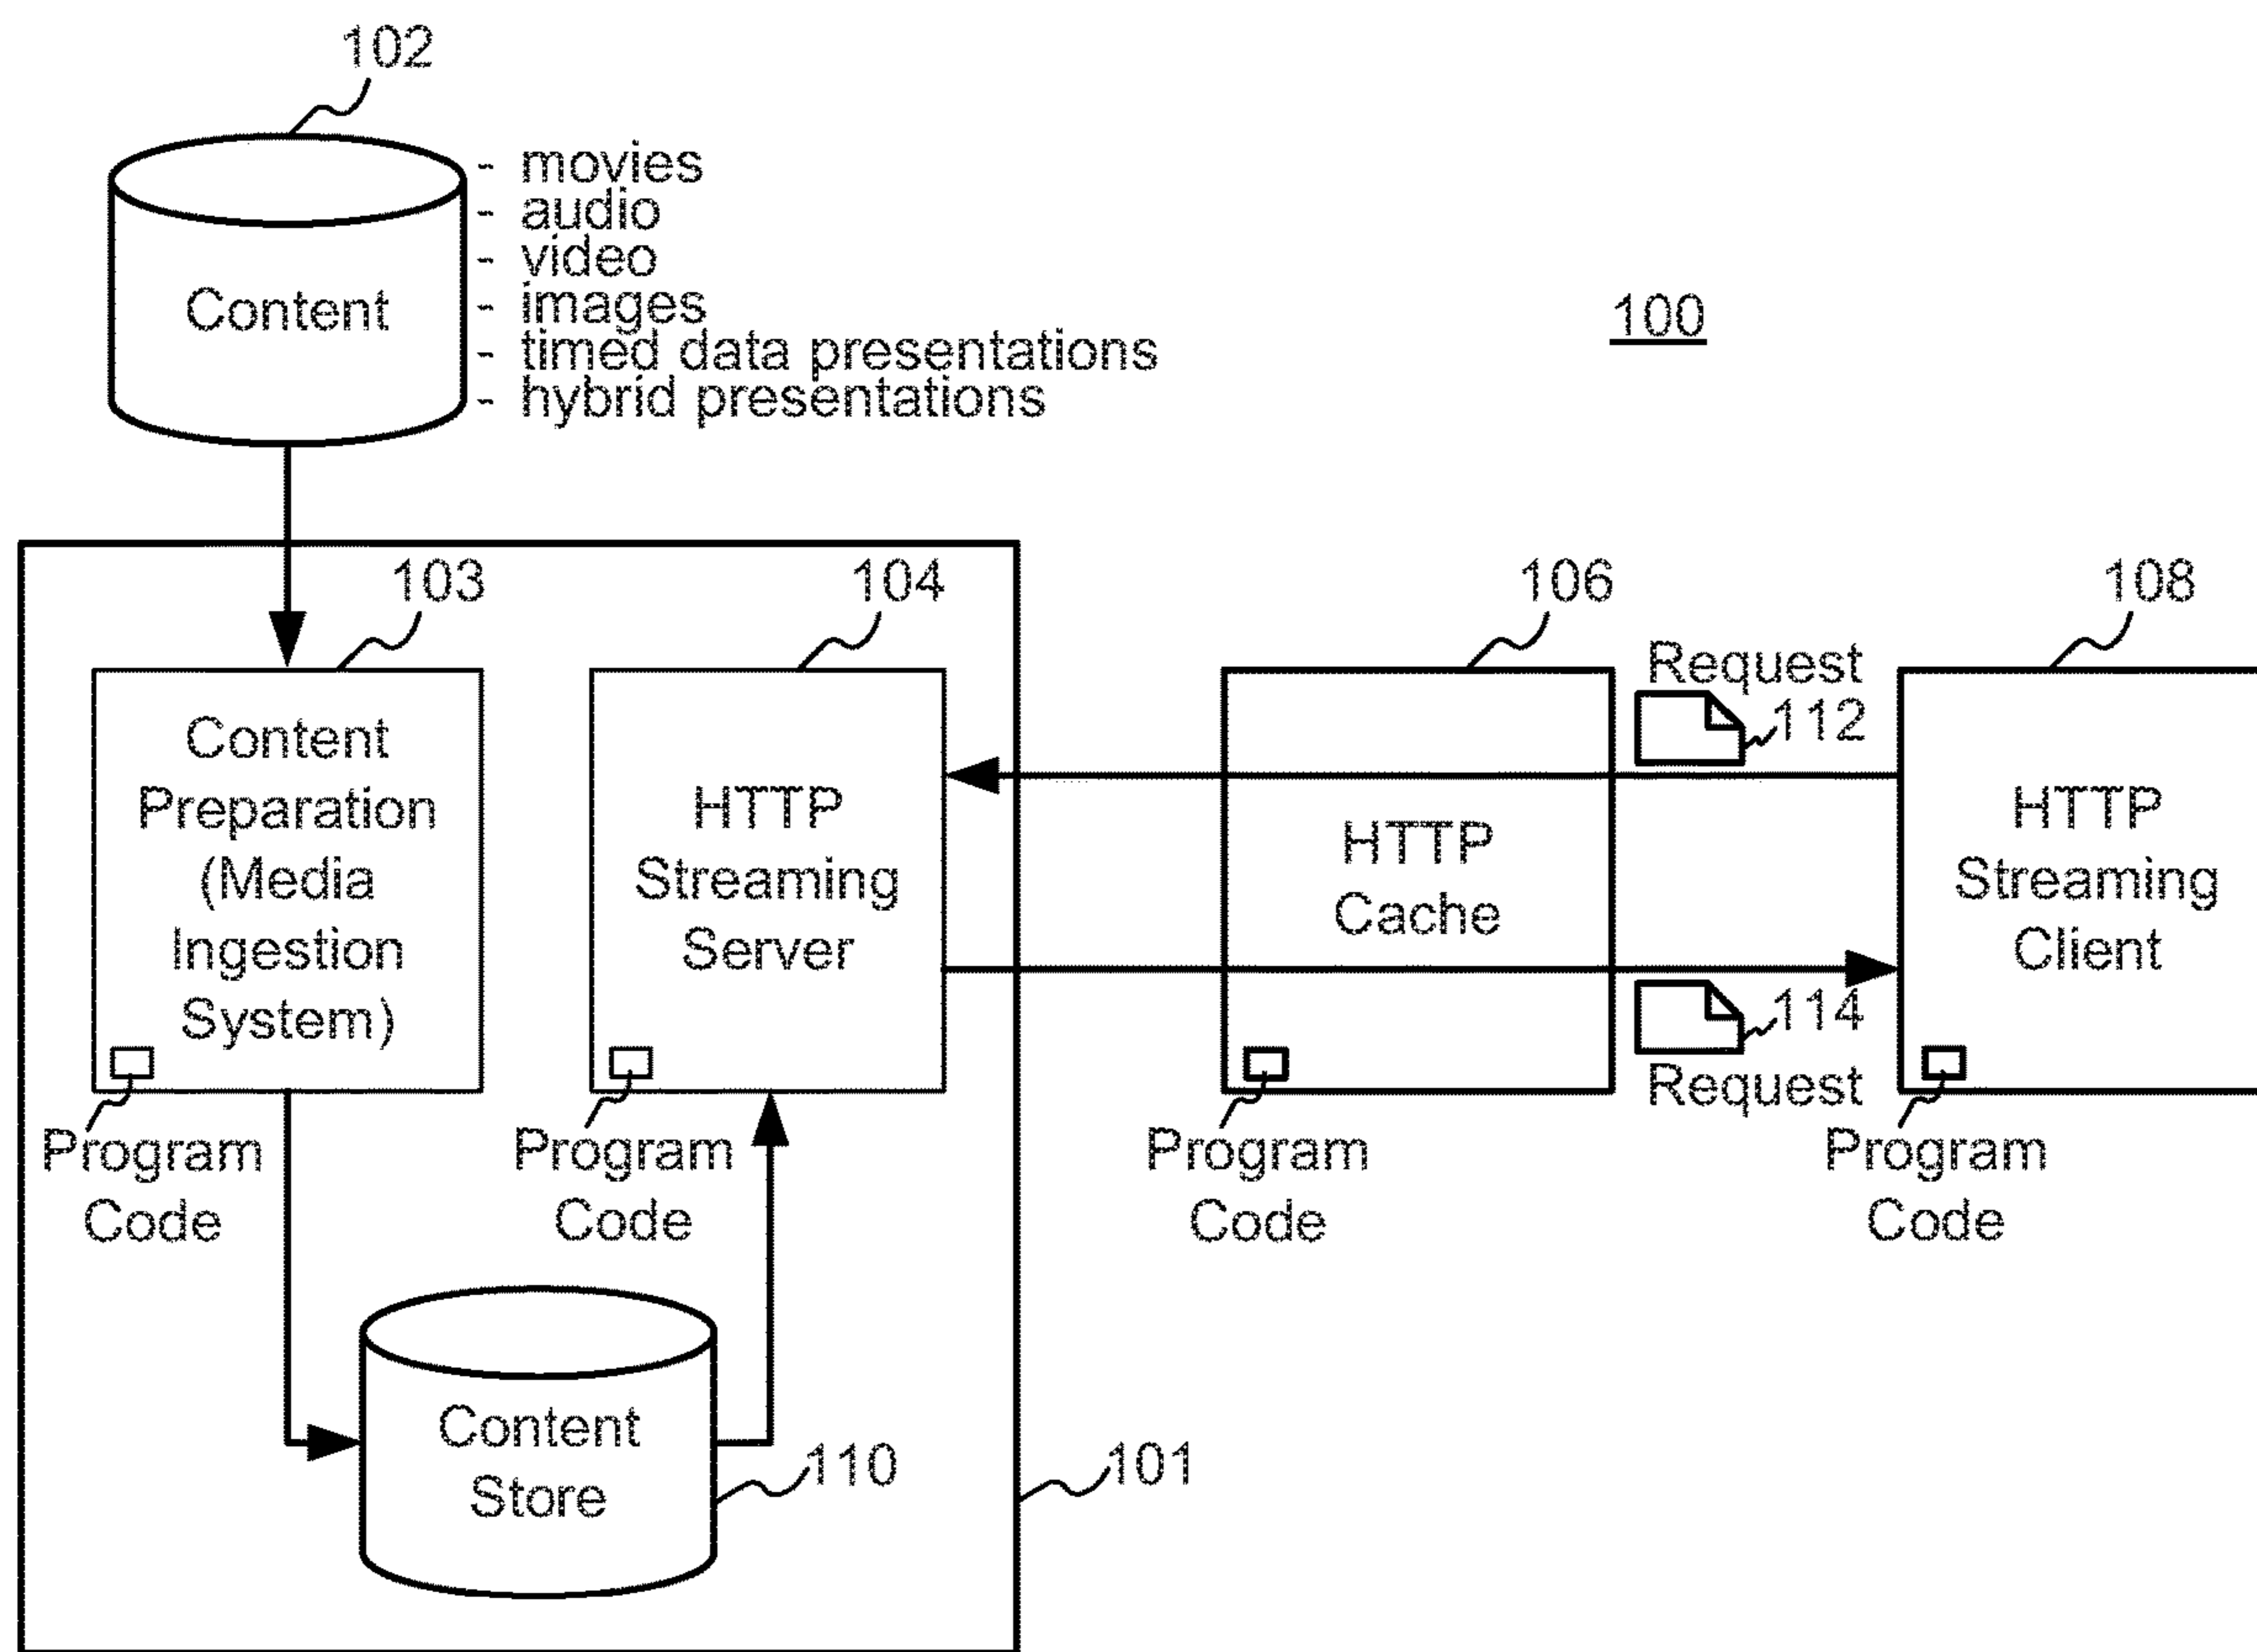 102
- movies
- audio
- video
- images
- timed data presentations
- hybrid presentations
Content
100
103
104
106
108
Content
Preparation
(Media
Ingestion
System)
Program
Code
HTTP
Streaming
Server
Program
Code
HTTP
Cache
Program
Code
Request
112
114
Request
HTTP
Streaming
Client
Program
Code
Content
Store
110
101